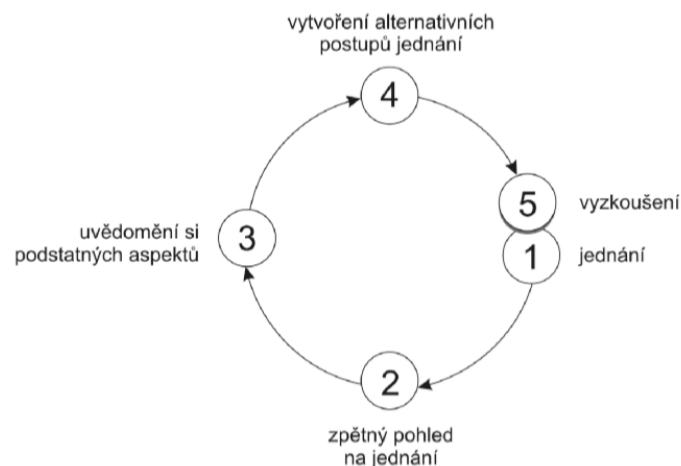 vytvoření alternativních
postupů jednání
4
5
vyzkoušení
uvědomění si
podstatných aspektů
3
1
jednání
2
zpětný pohled
na jednání